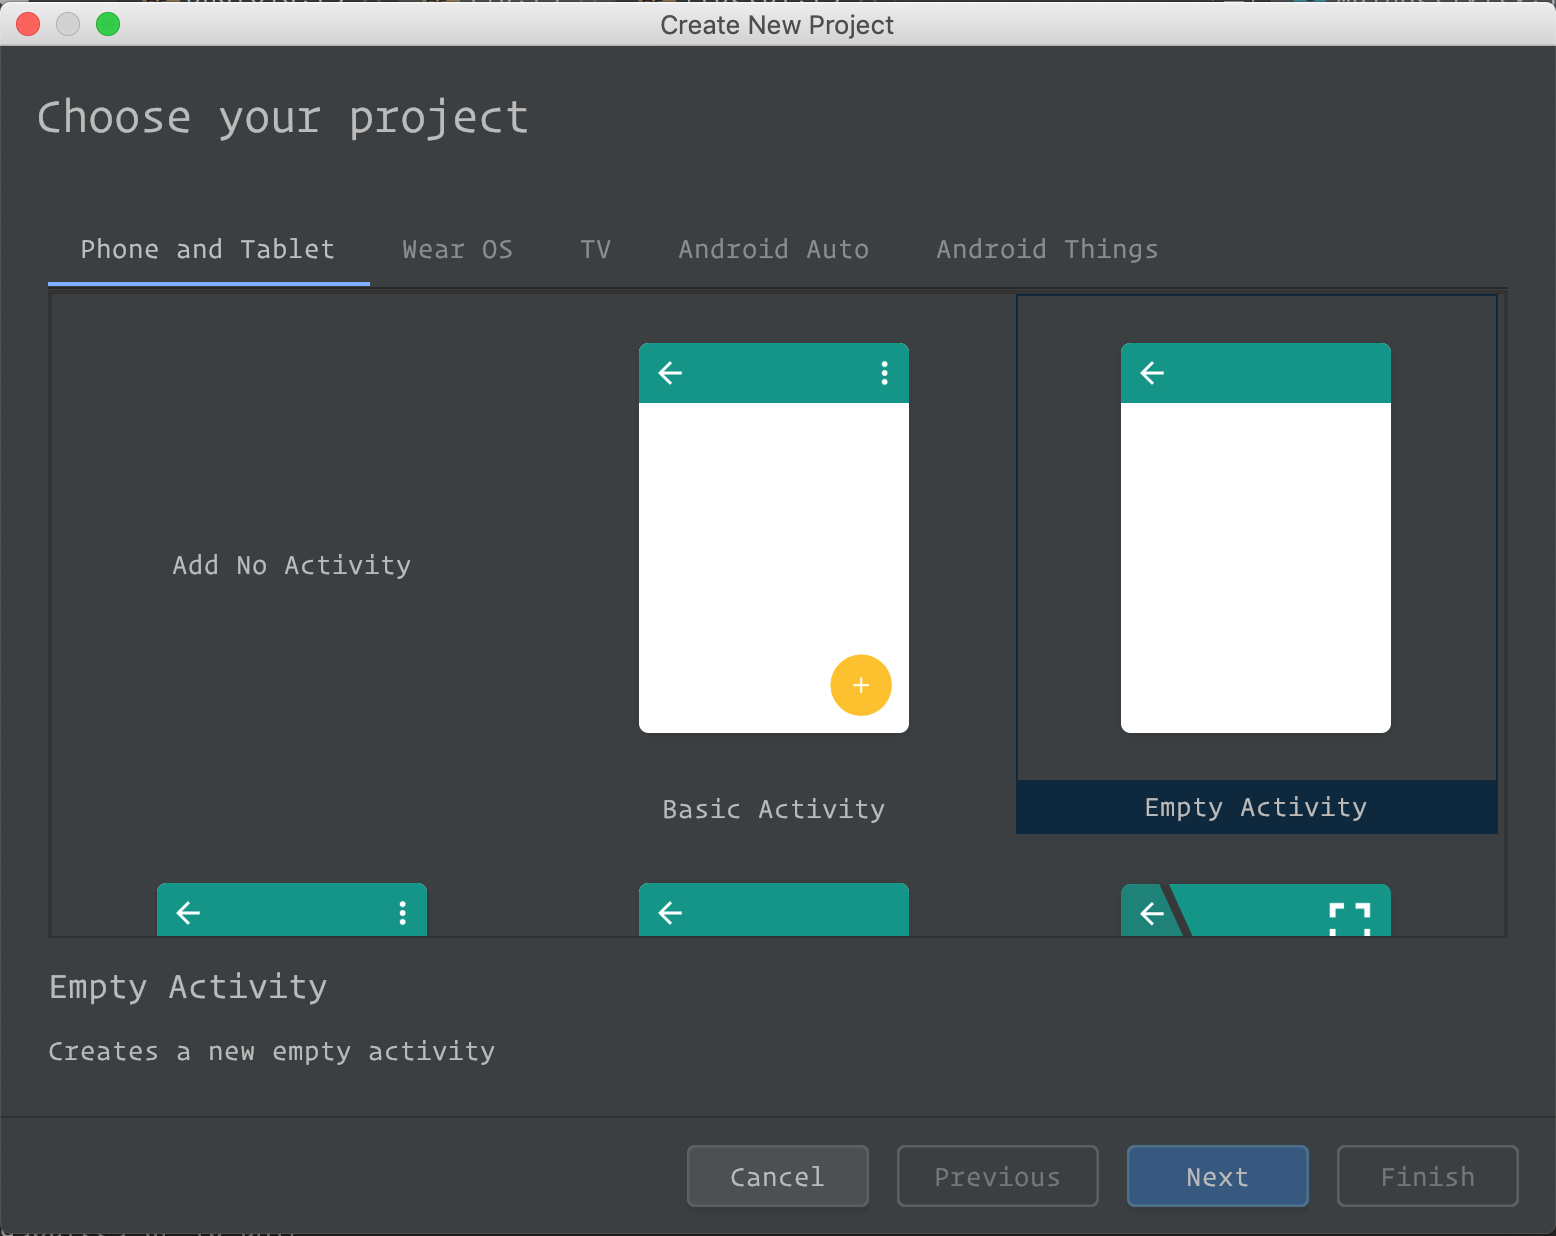 Create New Project
Choose your project
Phone and Tablet Wear OS TV Android Auto Android Things
Add No Activity
Basic Activity
Empty Activity
Empty Activity
Creates a new empty activity
Cancel Previous Next Finish